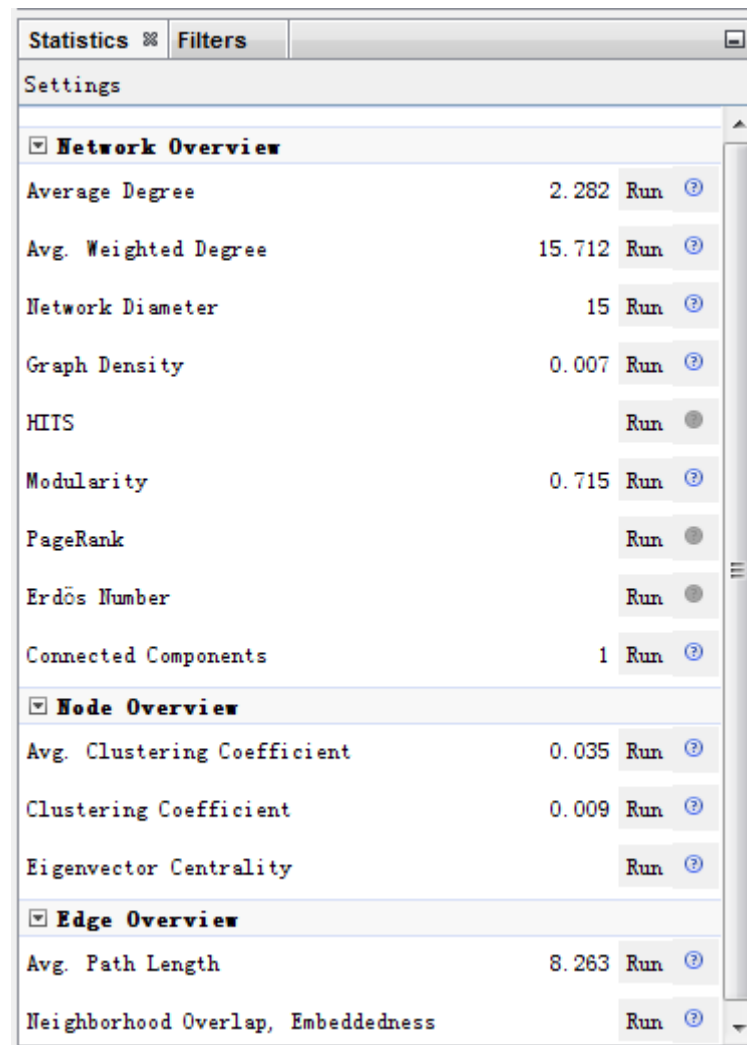 Statistics Filters
Settings
Network Overview
Average Degree 2.282 Run
Avg. Weighted Degree 15.712 Run
Network Diameter 15 Run
Graph Density 0.007 Run
HITS Run
Modularity 0.715 Run
PageRank Run
Erdös Number Run
Connected Components 1 Run
Node Overview
Avg. Clustering Coefficient 0.035 Run
Clustering Coefficient 0.009 Run
Eigenvector Centrality Run
Edge Overview
Avg. Path Length 8.263 Run
Neighborhood Overlap, Embeddedness Run